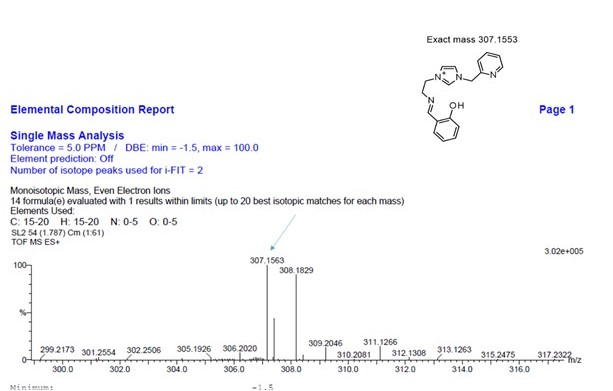 Exact mass 307.1553
N+
N
N
N
OH
Elemental Composition Report
Page 1
Single Mass Analysis
Tolerance = 5.0 PPM / DBE: min = -1.5, max = 100.0
Element prediction: Off
Number of isotope peaks used for i-FIT = 2
Monoisotopic Mass, Even Electron Ions
14 formula(e) evaluated with 1 results within limits (up to 20 best isotopic matches for each mass)
Elements Used:
C: 15-20 H: 15-20 N: 0-5 O: 0-5
SL2 54 (1.787) Cm (1:61)
TOF MS ES+
3.02e+005
100
307.1563
308.1829
%
299.2173 301.2554 302.2506 305.1926 306.2020 309.2046 310.2081 311.1266 312.1308 313.1263 315.2475 317.2322
0
m/z
300.0 302.0 304.0 306.0 308.0 310.0 312.0 314.0 316.0
Minimum: -1.5